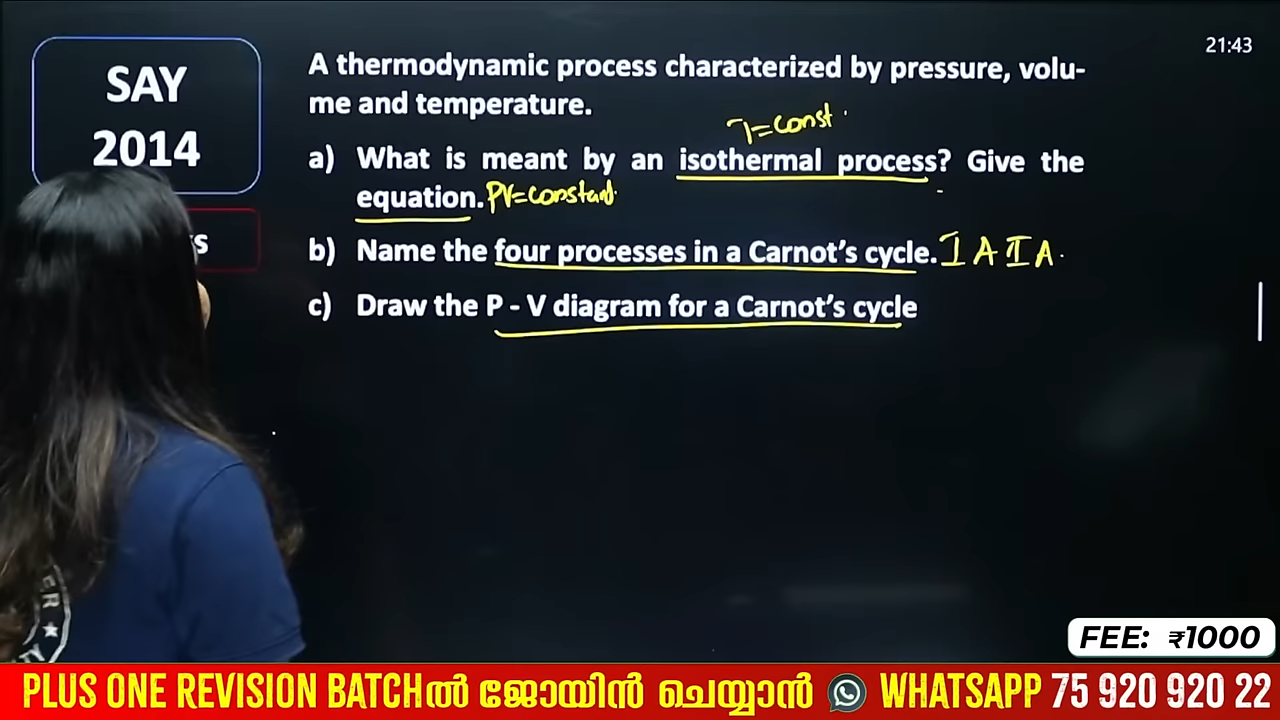 21:43
SAY
2014
s
A thermodynamic process characterized by pressure, volu-
me and temperature.
T=const.
a) What is meant by an isothermal process? Give the
equation. PV=constant.
b) Name the four processes in a Carnot’s cycle. I A I A.
c) Draw the P - V diagram for a Carnot’s cycle
ER ★
FEE: ₹1000
PLUS ONE REVISION BATCHൽ ജോയിൻ ചെയ്യാൻ WHATSAPP 75 920 920 22